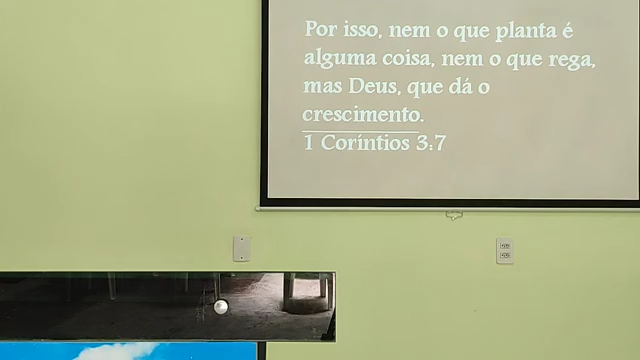 Por isso, nem o que planta é
alguma coisa, nem o que rega,
mas Deus, que dá o
crescimento.
1 Coríntios 3:7